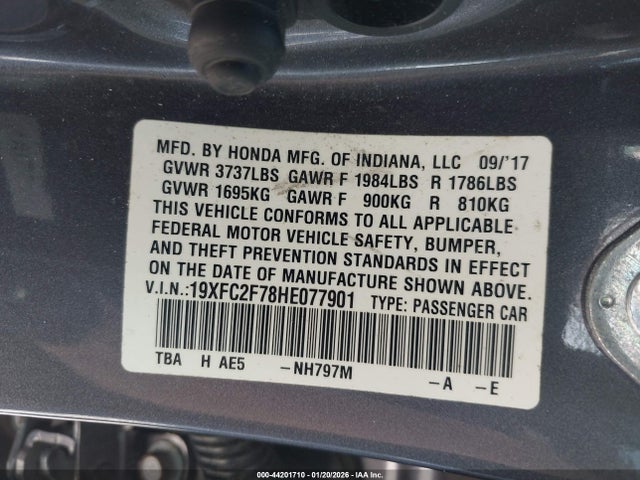 MFD. BY HONDA MFG. OF INDIANA, LLC 09/'17
GVWR 3737LBS GAWR F 1984LBS R 1786LBS
GVWR 1695KG GAWR F 900KG R 810KG
THIS VEHICLE CONFORMS TO ALL APPLICABLE
FEDERAL MOTOR VEHICLE SAFETY, BUMPER,
AND THEFT PREVENTION STANDARDS IN EFFECT
ON THE DATE OF MANUFACTURE SHOWN ABOVE.
V.I.N.:19XFC2F78HE077901 TYPE: PASSENGER CAR
TBA H AE5 –NH797M –A –E
000-44201710 — 01/20/2026 — IAA Inc.